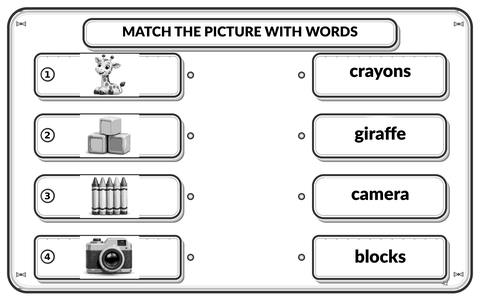 MATCH THE PICTURE WITH WORDS
1 crayons
2 giraffe
3 camera
4 blocks